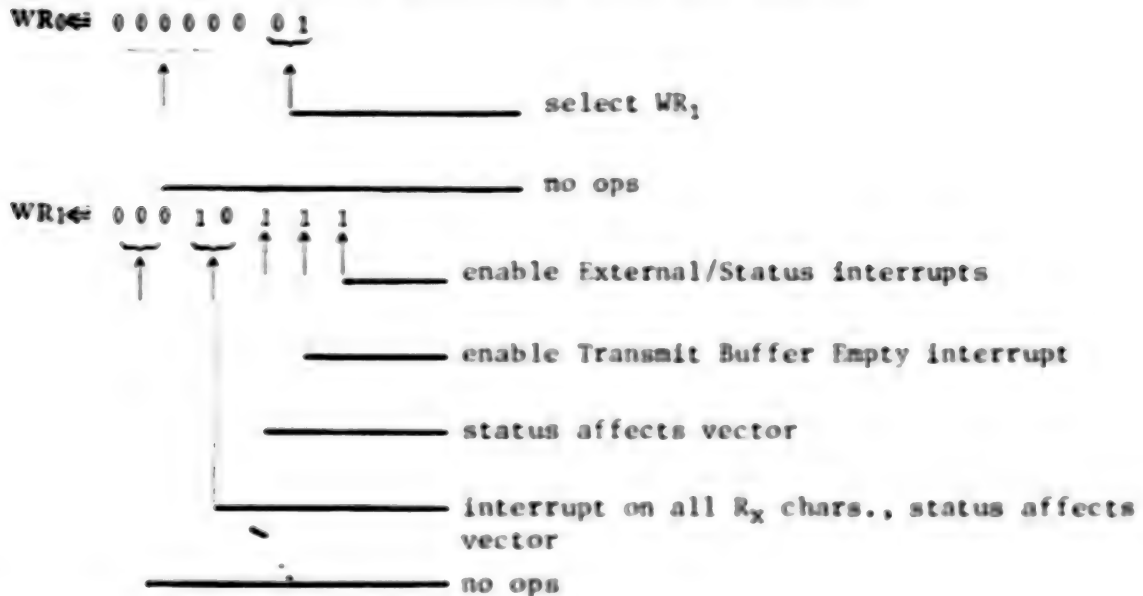 WR₀⇐ 0 0 0 0 0 0 0 1
select WR₁
no ops
WR₁⇐ 0 0 0 1 0 1 1 1
enable External/Status interrupts
enable Transmit Buffer Empty interrupt
status affects vector
interrupt on all Rₓ chars., status affects
vector
no ops